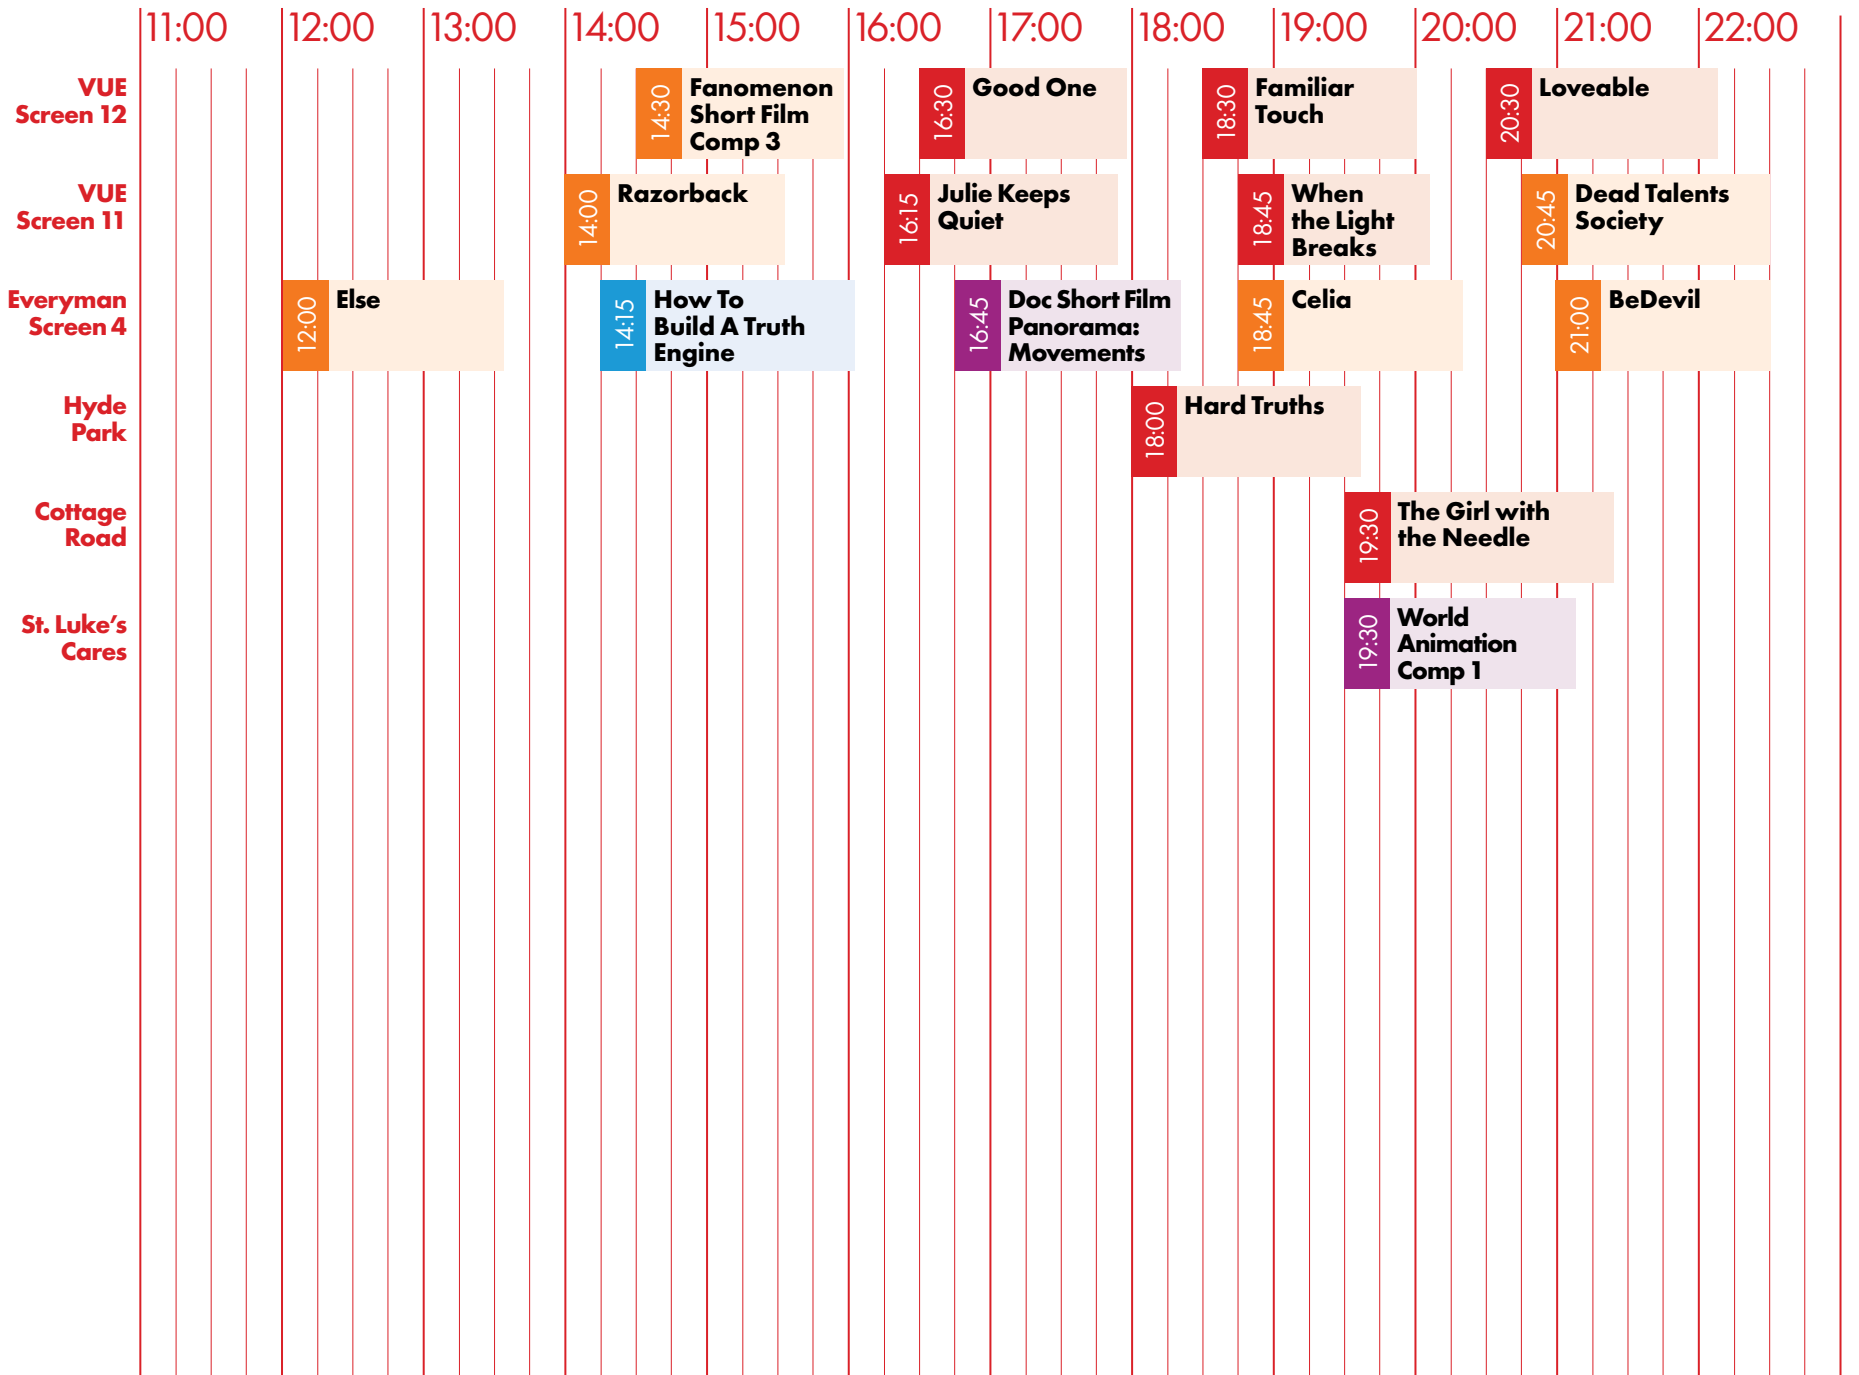 11:00 12:00 13:00 14:00 15:00 16:00 17:00 18:00 19:00 20:00 21:00 22:00
VUE
Screen 12
14:30
Fanomenon
Short Film
Comp 3
16:30
Good One
18:30
Familiar
Touch
20:30
Loveable
VUE
Screen 11
14:00
Razorback
16:15
Julie Keeps
Quiet
18:45
When
the Light
Breaks
20:45
Dead Talents
Society
Everyman
Screen 4
12:00
Else
14:15
How To
Build A Truth
Engine
16:45
Doc Short Film
Panorama:
Movements
18:45
Celia
21:00
BeDevil
Hyde
Park
18:00
Hard Truths
Cottage
Road
19:30
The Girl with
the Needle
St. Luke’s
Cares
19:30
World
Animation
Comp 1